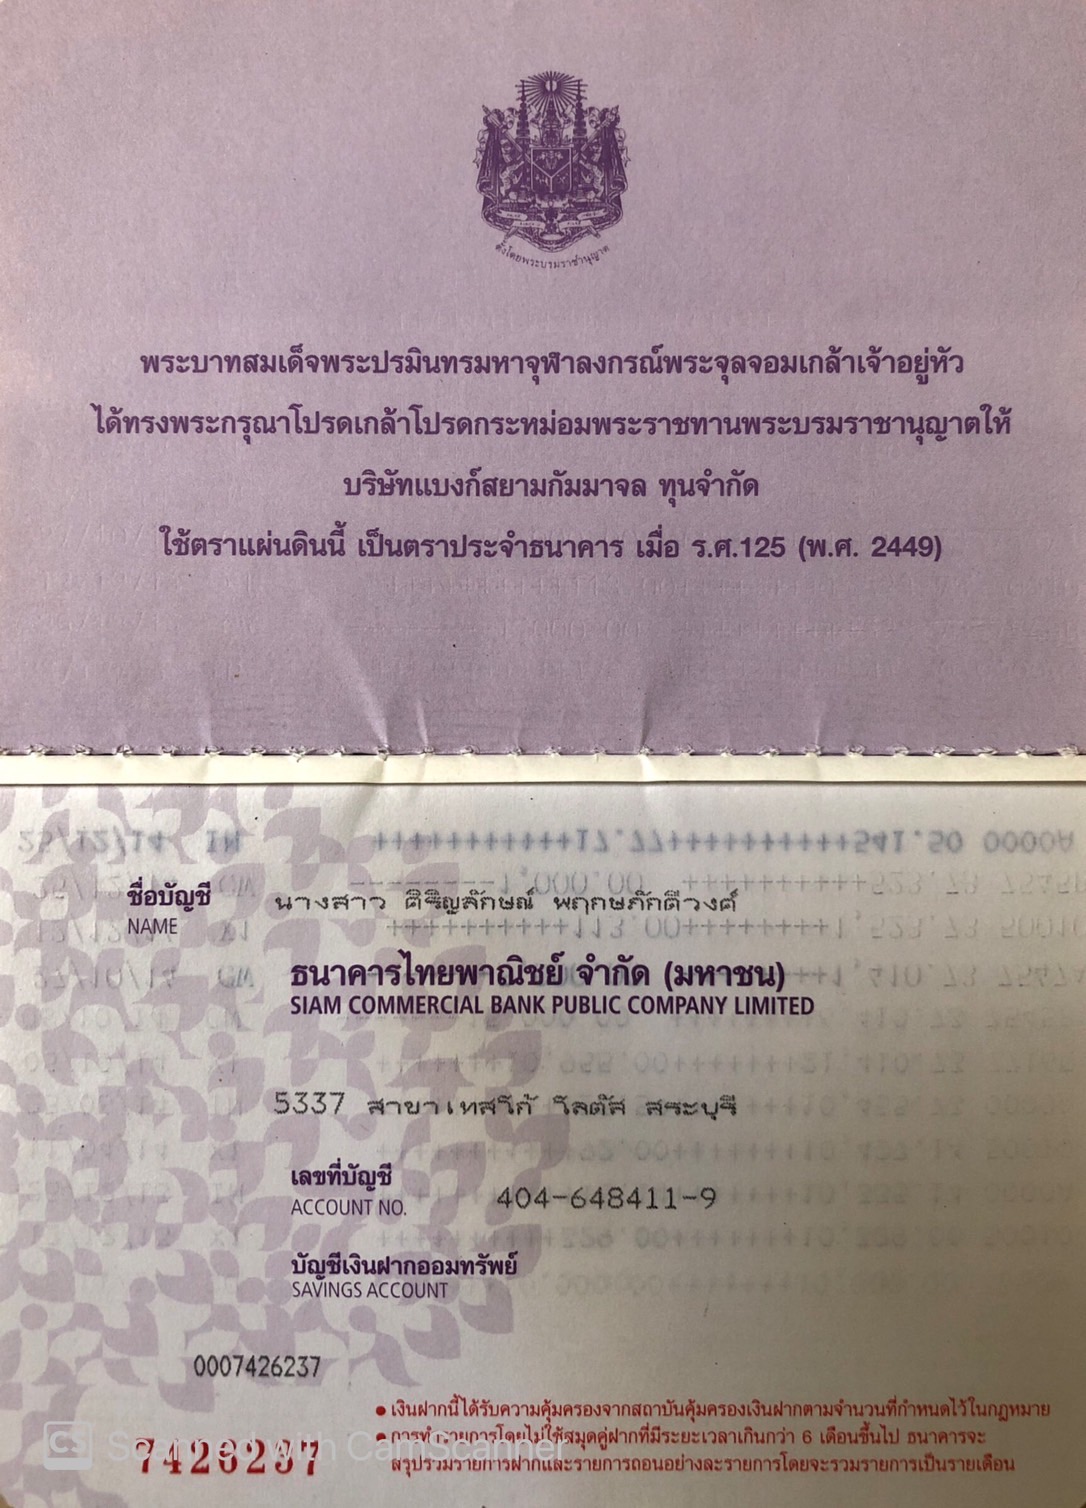 ตั้งโดยพระบรมราชานุญาต
พระบาทสมเด็จพระปรมินทรมหาจุฬาลงกรณ์พระจุลจอมเกล้าเจ้าอยู่หัว
ได้ทรงพระกรุณาโปรดเกล้าโปรดกระหม่อมพระราชทานพระบรมราชานุญาตให้
บริษัทแบงก์สยามกัมมาจล ทุนจำกัด
ใช้ตราแผ่นดินนี้ เป็นตราประจำธนาคาร เมื่อ ร.ศ.125 (พ.ศ. 2449)
ชื่อบัญชี นางสาว ศิริญลักษณ์ พฤกษภักดีวงศ์
NAME
ธนาคารไทยพาณิชย์ จำกัด (มหาชน)
SIAM COMMERCIAL BANK PUBLIC COMPANY LIMITED
5337 สาขาเทสโก้ โลตัส สระบุรี
เลขที่บัญชี
ACCOUNT NO. 404-648411-9
บัญชีเงินฝากออมทรัพย์
SAVINGS ACCOUNT
0007426237
• เงินฝากนี้ได้รับความคุ้มครองจากสถาบันคุ้มครองเงินฝากตามจำนวนที่กำหนดไว้ในกฎหมาย
• การทำรายการโดยไม่ใช้สมุดคู่ฝากที่มีระยะเวลาเกินกว่า 6 เดือนขึ้นไป ธนาคารจะ
สรุปรวมรายการฝากและรายการถอนอย่างละรายการโดยจะรวมรายการเป็นรายเดือน
7426237
CS Scanned with CamScanner